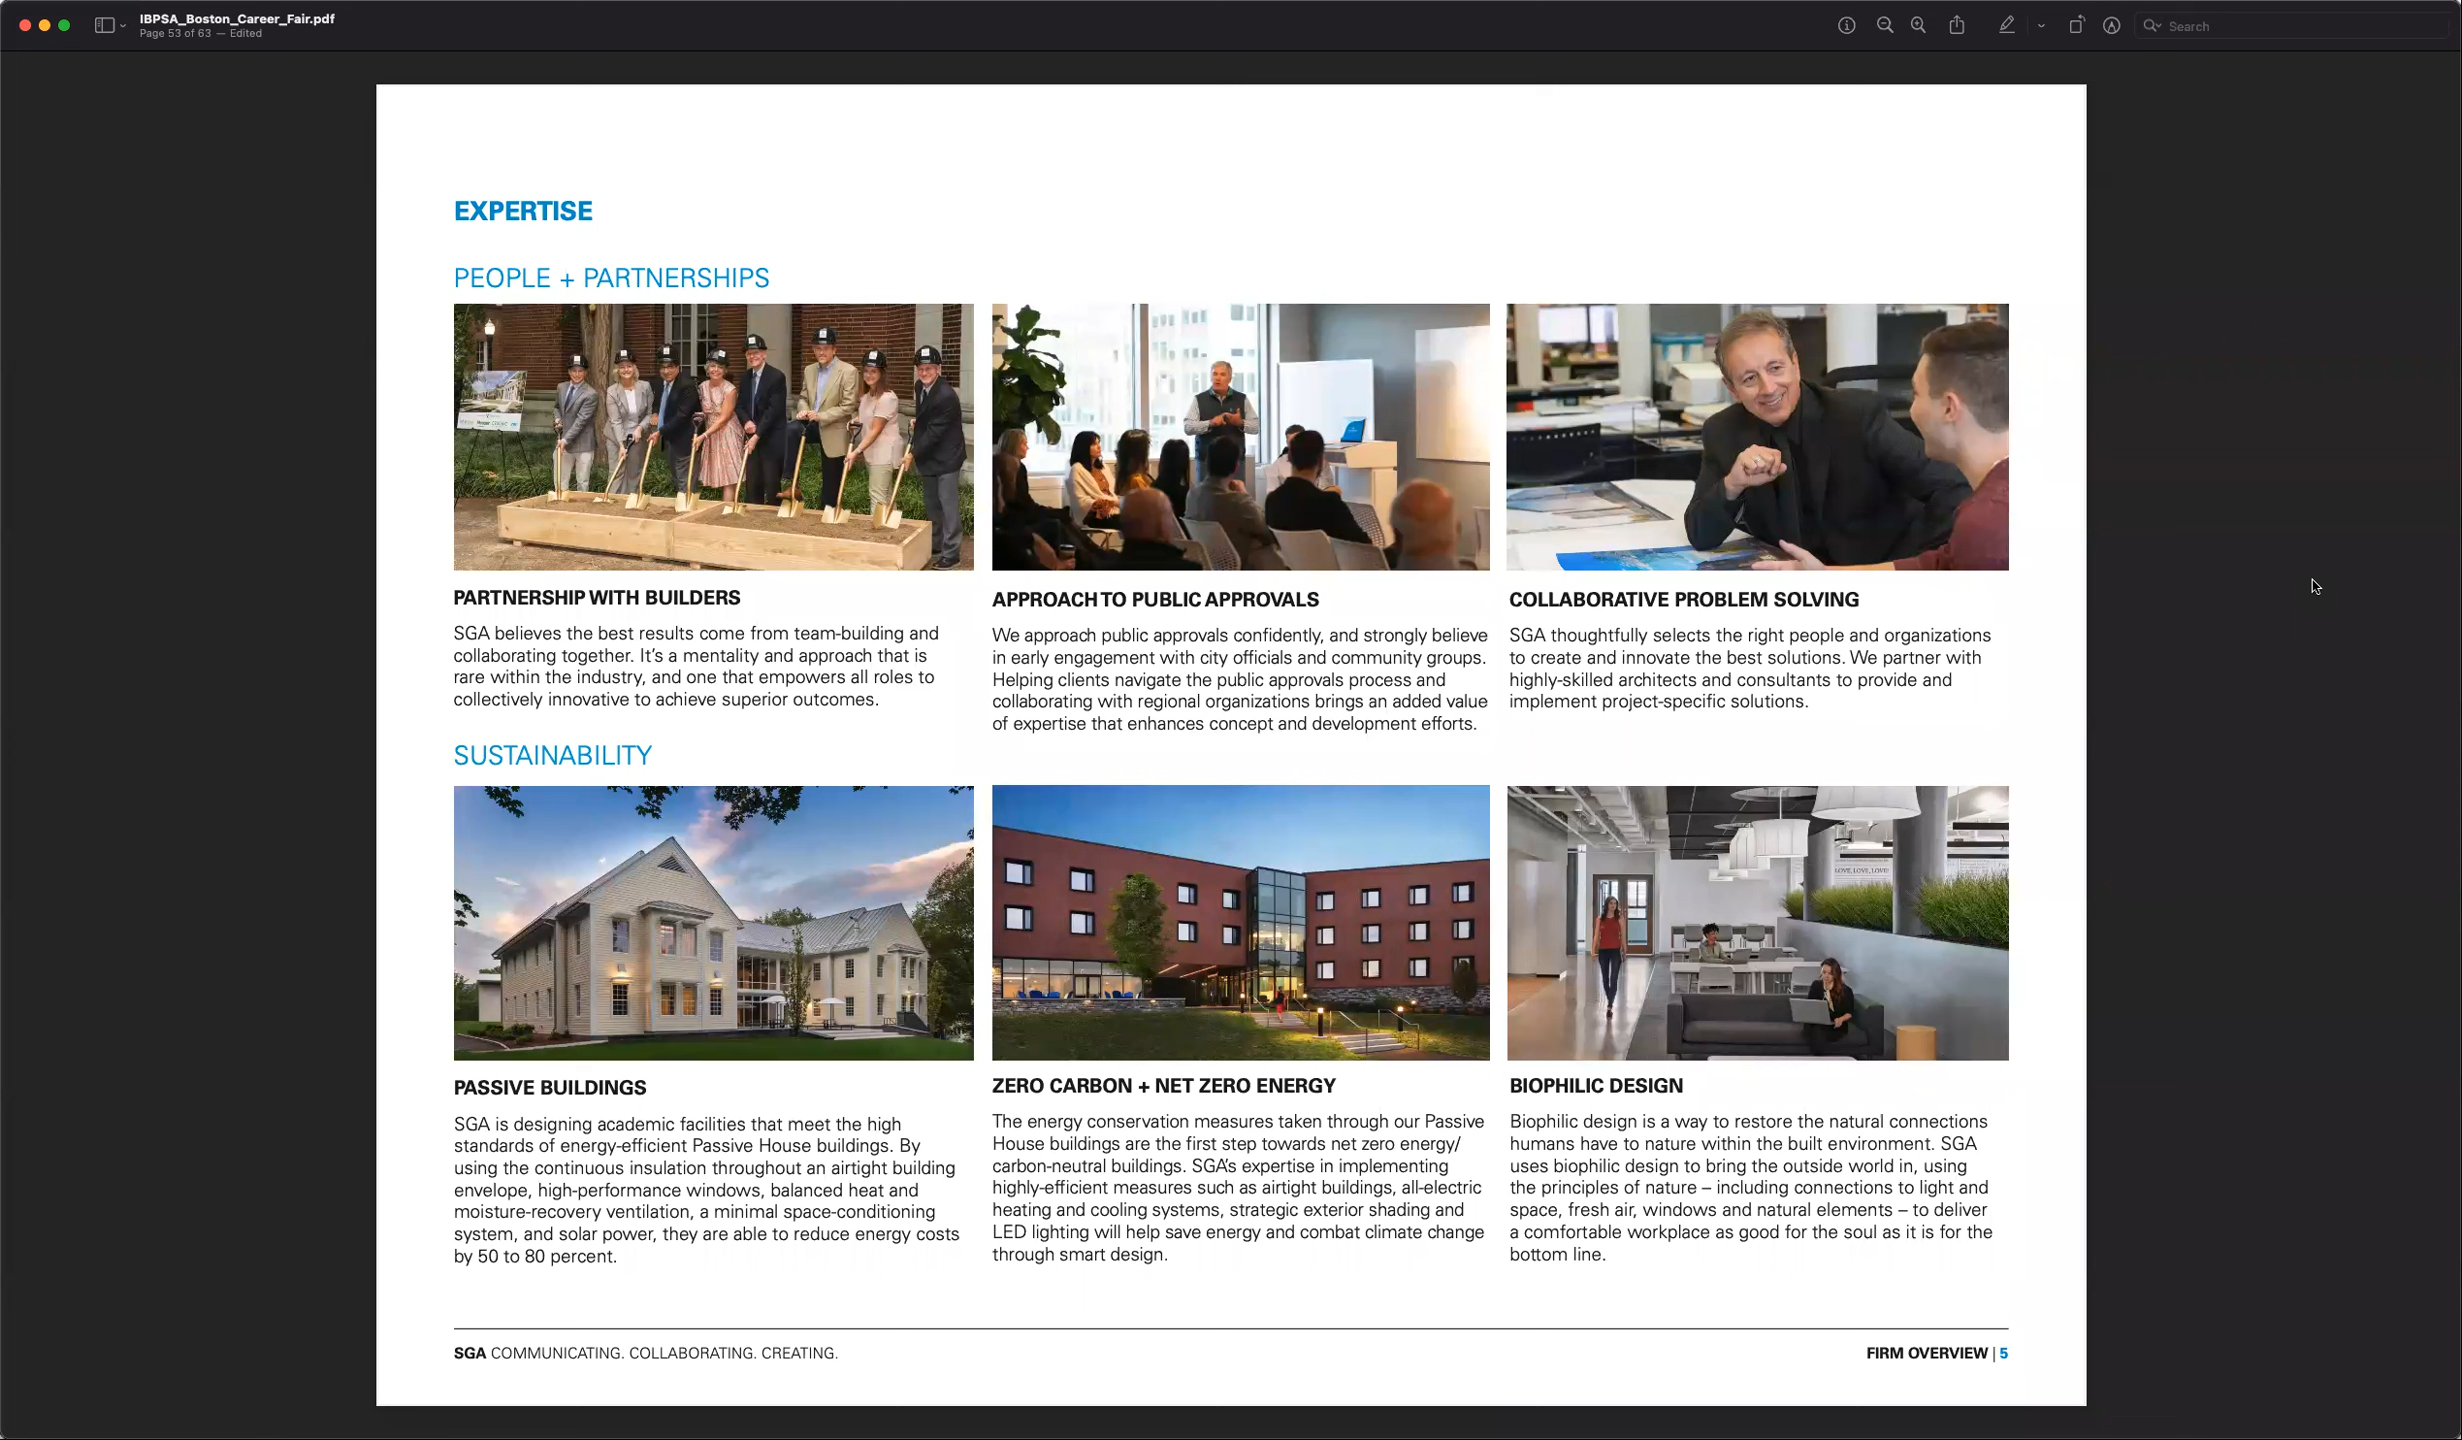 IBPSA_Boston_Career_Fair.pdf
Page 53 of 63 — Edited
Search
EXPERTISE
PEOPLE + PARTNERSHIPS
PARTNERSHIP WITH BUILDERS
SGA believes the best results come from team-building and
collaborating together. It's a mentality and approach that is
rare within the industry, and one that empowers all roles to
collectively innovative to achieve superior outcomes.
APPROACH TO PUBLIC APPROVALS
We approach public approvals confidently, and strongly believe
in early engagement with city officials and community groups.
Helping clients navigate the public approvals process and
collaborating with regional organizations brings an added value
of expertise that enhances concept and development efforts.
COLLABORATIVE PROBLEM SOLVING
SGA thoughtfully selects the right people and organizations
to create and innovate the best solutions. We partner with
highly-skilled architects and consultants to provide and
implement project-specific solutions.
SUSTAINABILITY
LOVE, LOVE, LOVE!
PASSIVE BUILDINGS
SGA is designing academic facilities that meet the high
standards of energy-efficient Passive House buildings. By
using the continuous insulation throughout an airtight building
envelope, high-performance windows, balanced heat and
moisture-recovery ventilation, a minimal space-conditioning
system, and solar power, they are able to reduce energy costs
by 50 to 80 percent.
ZERO CARBON + NET ZERO ENERGY
The energy conservation measures taken through our Passive
House buildings are the first step towards net zero energy/
carbon-neutral buildings. SGA's expertise in implementing
highly-efficient measures such as airtight buildings, all-electric
heating and cooling systems, strategic exterior shading and
LED lighting will help save energy and combat climate change
through smart design.
BIOPHILIC DESIGN
Biophilic design is a way to restore the natural connections
humans have to nature within the built environment. SGA
uses biophilic design to bring the outside world in, using
the principles of nature – including connections to light and
space, fresh air, windows and natural elements – to deliver
a comfortable workplace as good for the soul as it is for the
bottom line.
SGA COMMUNICATING. COLLABORATING. CREATING.
FIRM OVERVIEW | 5